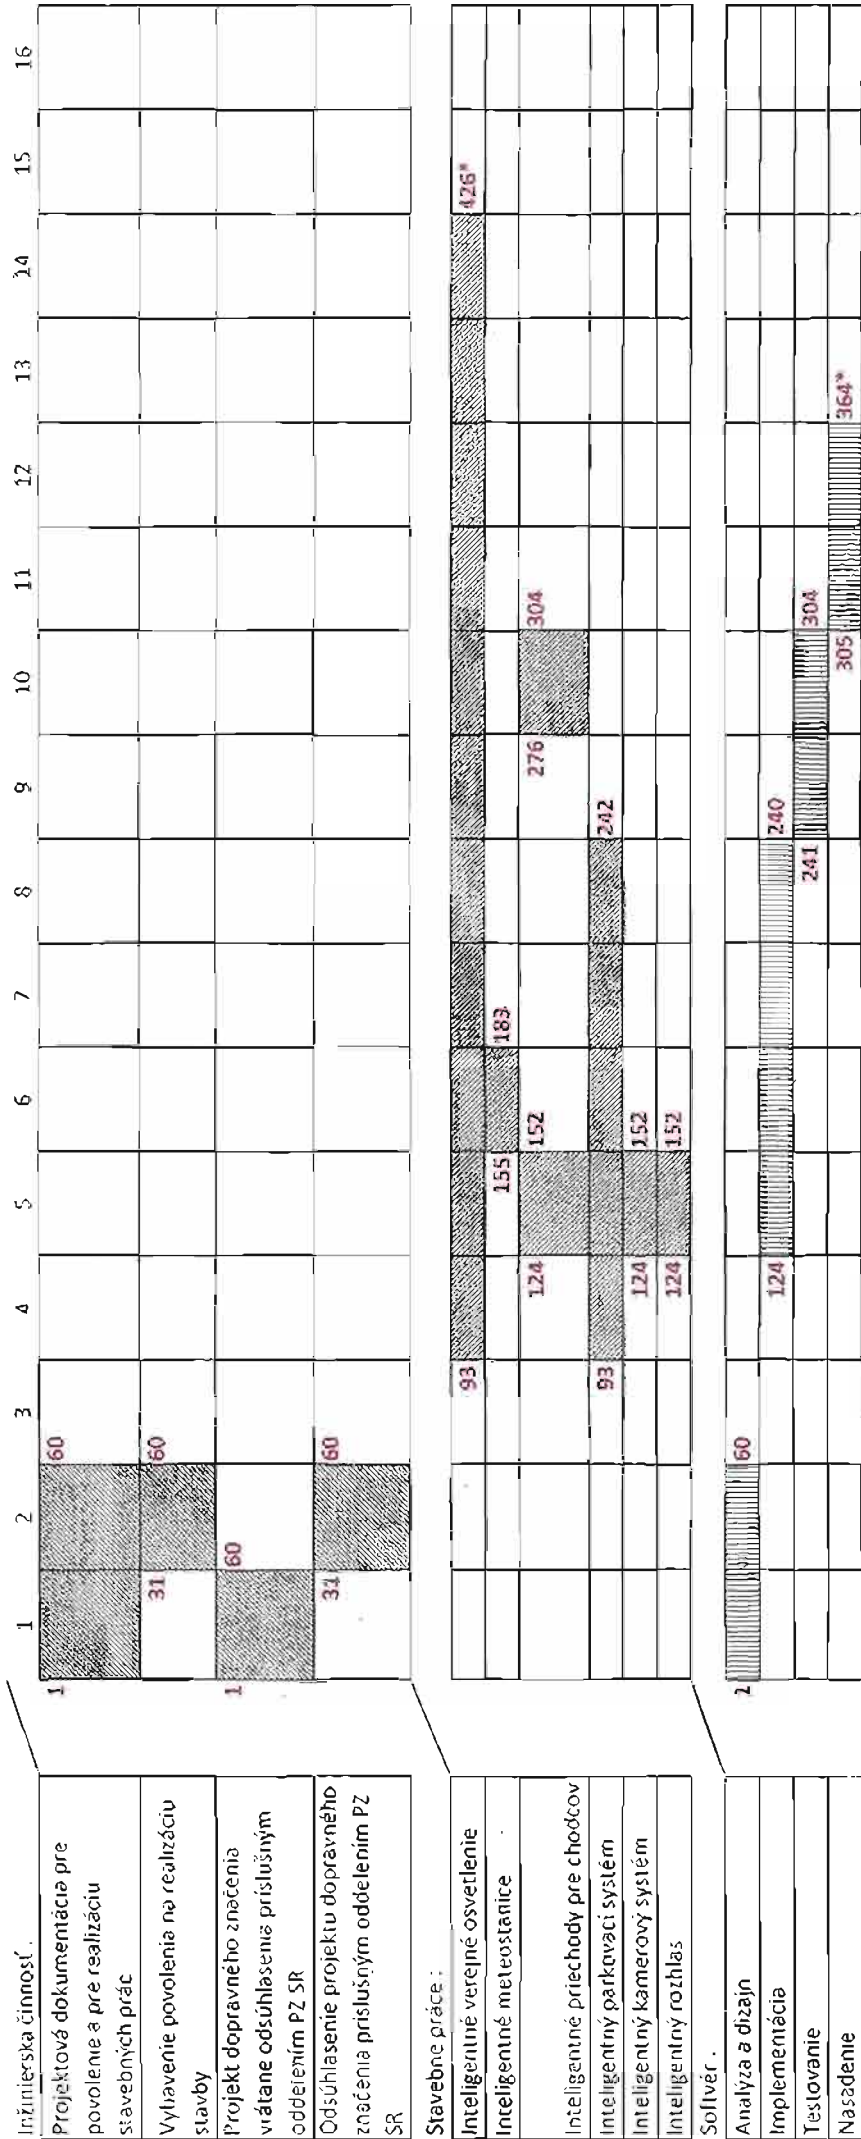 Inžinierska činnosť.
1 2 3 4 5 6 7 8 9 10 11 12 13 14 15 16
Projektová dokumentácia pre
povolenie a pre realizáciu
stavebných prác
1 60
Vybavenie povolenia na realizáciu
stavby
31 60
Projekt dopravného značenia
vrátane odsúhlasenia príslušným
oddelením PZ SR
1 60
Odsúhlasenie projektu dopravného
značenia príslušným oddelením PZ
SR
31 60
Stavebne práce :
Inteligentné verejné osvetlenie 93 426*
Inteligentné meteostanice 155 183
Inteligentné priechody pre chodcov 124 152 276 304
Inteligentný parkovací systém 93 242
Inteligentný kamerový systém 124 152
Inteligentný rozhlas 124 152
Softvér .
Analýza a dizajn 1 60
Implementácia 124 240
Testovanie 241 304
Nasadenie 305 364*